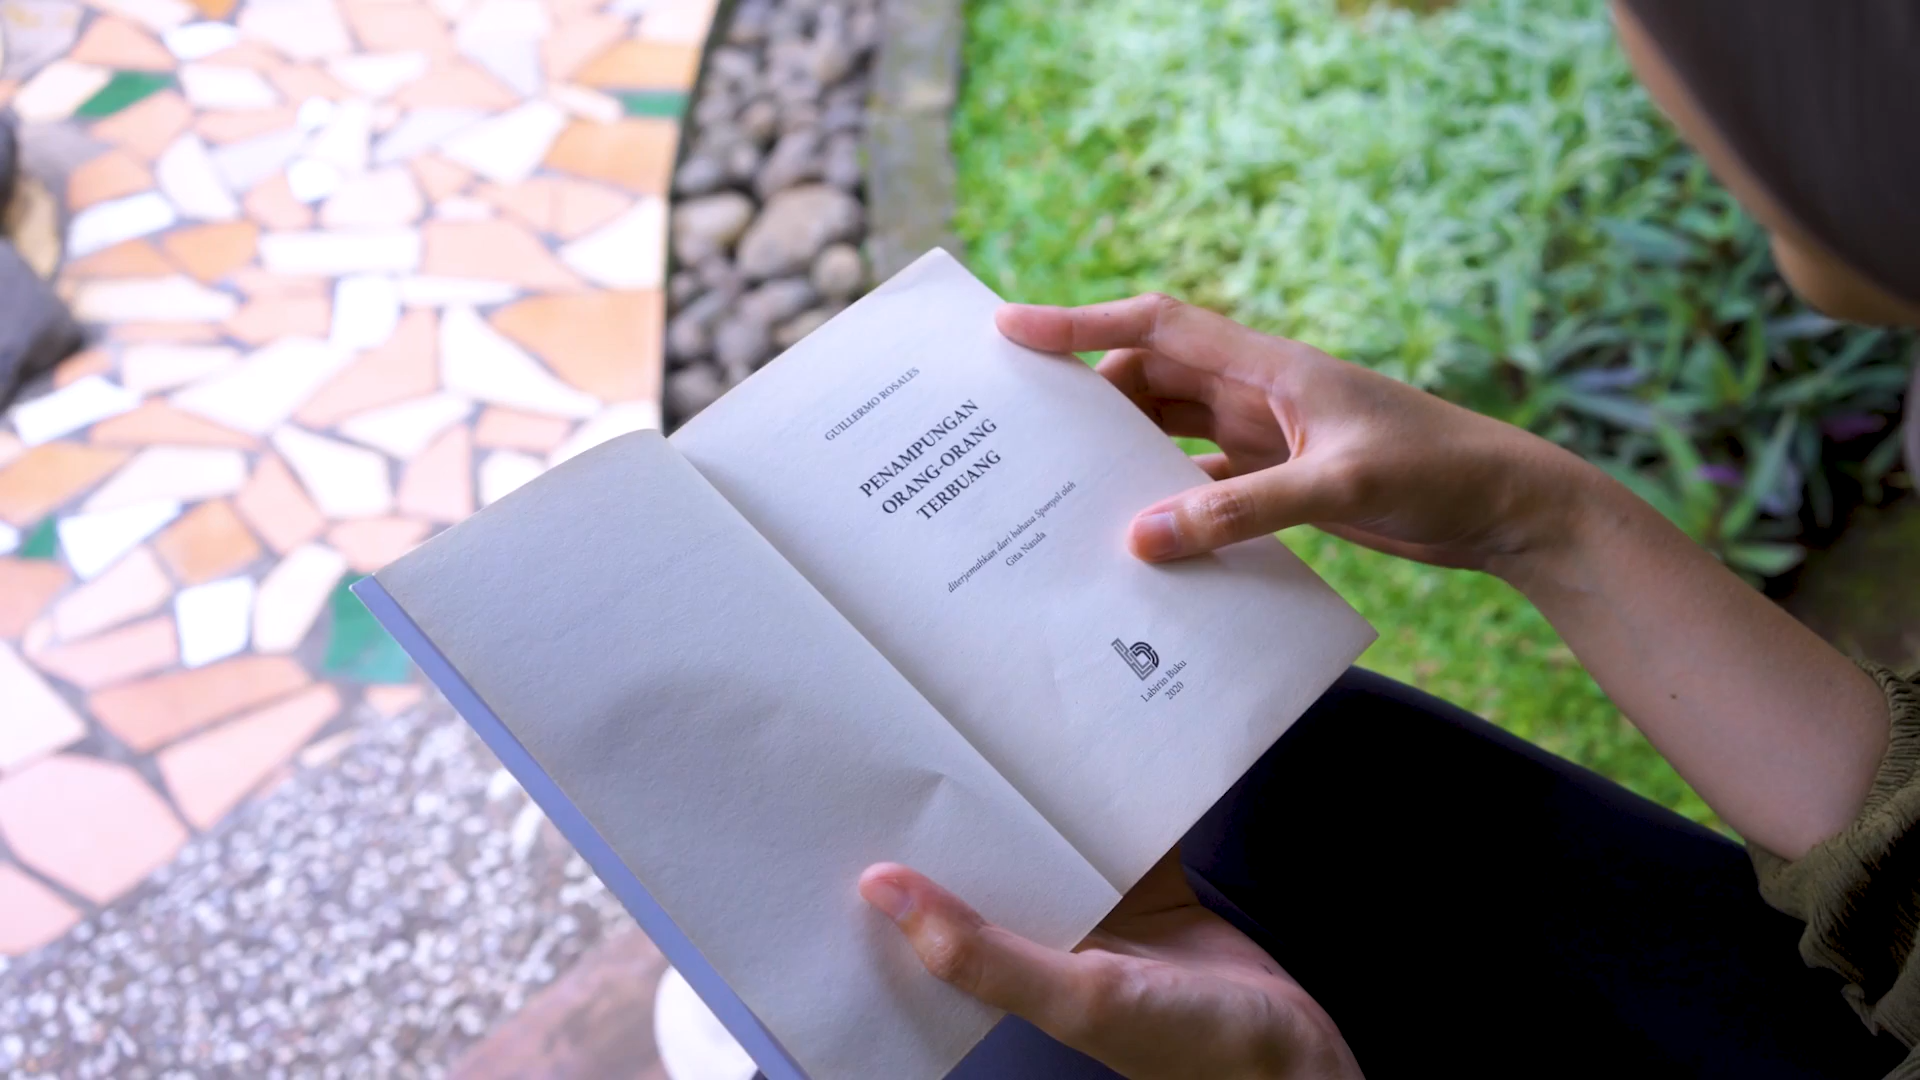 GUILLERMO ROSALES
PENAMPUNGAN
ORANG-ORANG
TERBUANG
diterjemahkan dari bahasa Spanyol oleh
Gita Nanda
Labirin Buku
2020